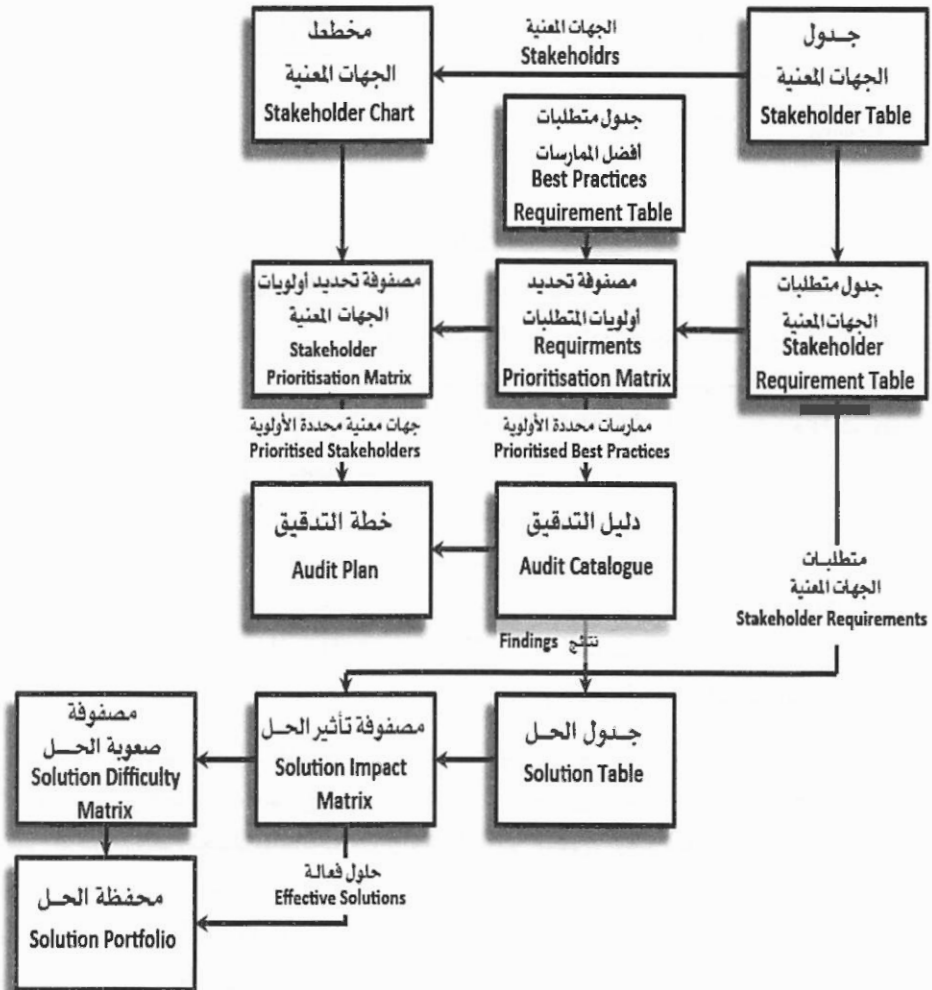 مخطط
الجهات المعنية
Stakeholder Chart
الجهات المعنية
Stakeholdrs
جـدول
الجهات المعنية
Stakeholder Table
جدول متطلبات
أفضل الممارسات
Best Practices
Requirement Table
مصفوفة تحديد أولويات
الجهات المعنية
Stakeholder
Prioritisation Matrix
مصفوفة تحديد
أولويات المتطلبات
Requirments
Prioritisation Matrix
جدول متطلبات
الجهات المعنية
Stakeholder
Requirement Table
جهات معنية محددة الأولوية
Prioritised Stakeholders
ممارسات محددة الأولوية
Prioritised Best Practices
خطة التدقيق
Audit Plan
دليل التدقيق
Audit Catalogue
متطلبـات
الجهات المعنية
Stakeholder Requirements
Findings نتائج
مصفوفة
صعوبة الحـــل
Solution Difficulty
Matrix
مصفوفة تأثير الحل
Solution Impact
Matrix
جـدول الحـل
Solution Table
حلول فعالـة
Effective Solutions
محفظة الحـل
Solution Portfolio